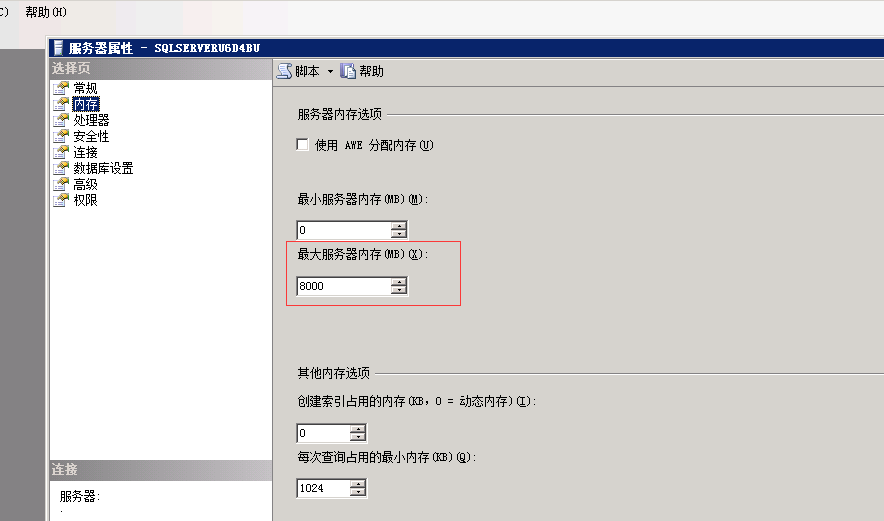 C) 帮助(H)
服务器属性 - SQLSERVERU6D4BU
选择页
常规
内存
处理器
安全性
连接
数据库设置
高级
权限
脚本 帮助
服务器内存选项
使用 AWE 分配内存(U)
最小服务器内存(MB)(M):
0
最大服务器内存(MB)(X):
8000
其他内存选项
创建索引占用的内存(KB，0 = 动态内存)(I):
0
每次查询占用的最小内存(KB)(Q):
1024
连接
服务器:
.